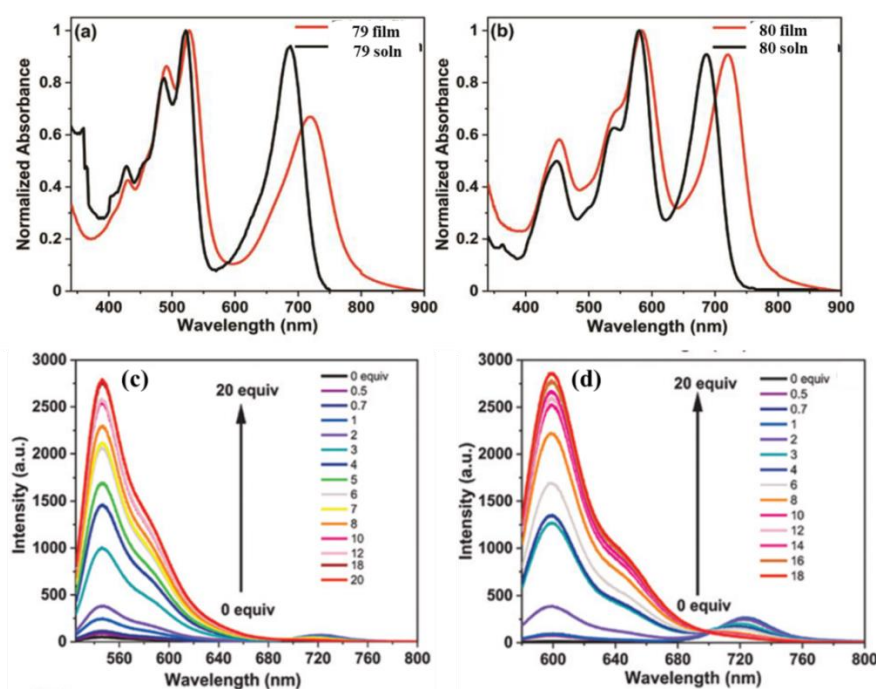 (a)
79 film
79 soln
Normalized Absorbance
1
0.8
0.6
0.4
0.2
0
400 500 600 700 800 900
Wavelength (nm)
(b)
80 film
80 soln
Normalized Absorbance
1
0.8
0.6
0.4
0.2
0
400 500 600 700 800 900
Wavelength (nm)
(c)
Intensity (a.u.)
3000
2500
2000
1500
1000
500
0
20 equiv
0 equiv
0 equiv
0.5
0.7
1
2
3
4
5
6
7
8
10
12
18
20
560 600 640 680 720 760 800
Wavelength (nm)
(d)
Intensity (a.u.)
3000
2500
2000
1500
1000
500
0
20 equiv
0 equiv
0 equiv
0.5
0.7
1
2
3
4
6
8
10
12
14
16
18
600 640 680 720 760 800
Wavelength (nm)